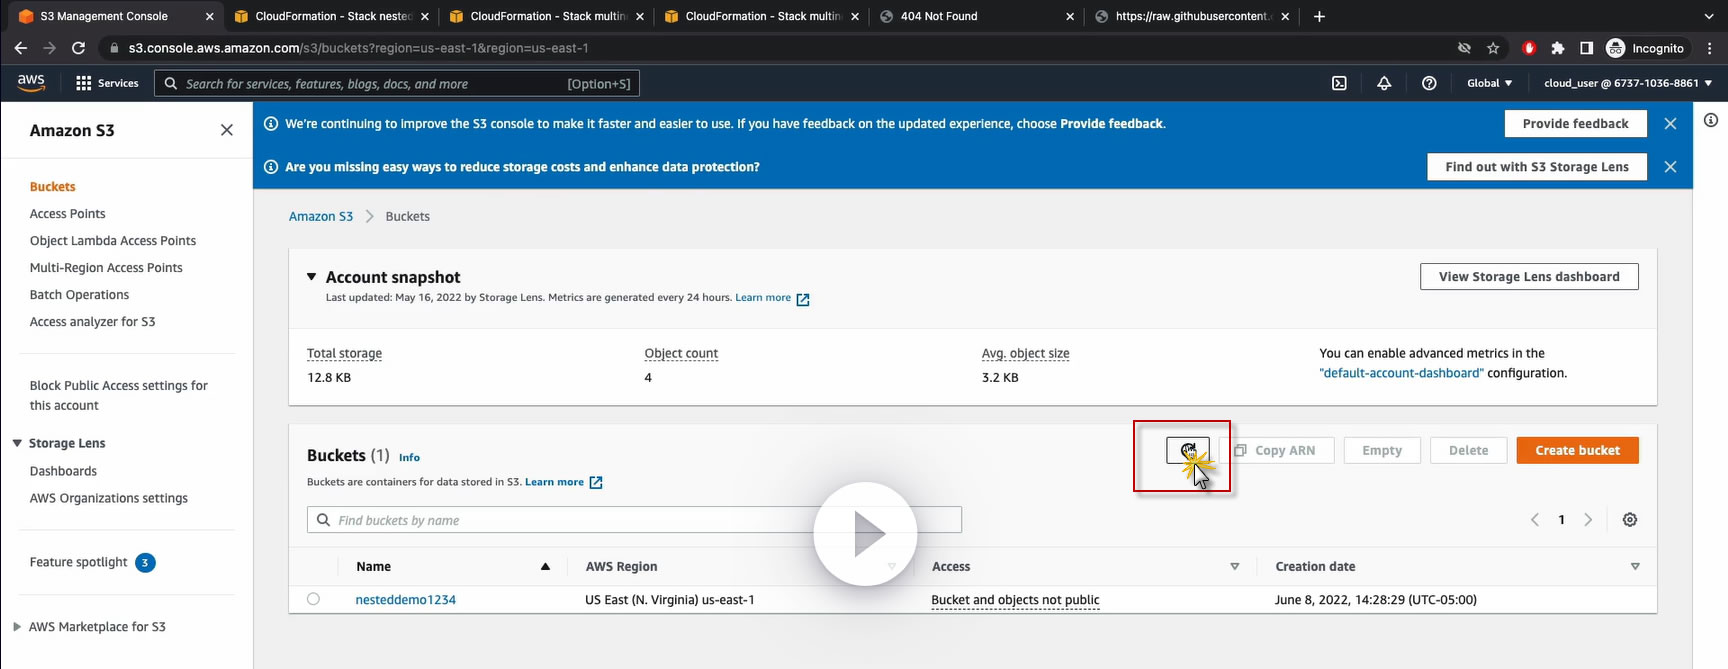 S3 Management Console
CloudFormation - Stack nested
CloudFormation - Stack multin
CloudFormation - Stack multin
404 Not Found
https://raw.githubusercontent.c
s3.console.aws.amazon.com/s3/buckets?region=us-east-1&region=us-east-1
Incognito
aws
Services
Search for services, features, blogs, docs, and more
[Option+S]
Global
cloud_user @ 6737-1036-8861
Amazon S3
Buckets
Access Points
Object Lambda Access Points
Multi-Region Access Points
Batch Operations
Access analyzer for S3
Block Public Access settings for
this account
Storage Lens
Dashboards
AWS Organizations settings
Feature spotlight 3
AWS Marketplace for S3
We're continuing to improve the S3 console to make it faster and easier to use. If you have feedback on the updated experience, choose Provide feedback.
Provide feedback
Are you missing easy ways to reduce storage costs and enhance data protection?
Find out with S3 Storage Lens
Amazon S3
Buckets
Account snapshot
Last updated: May 16, 2022 by Storage Lens. Metrics are generated every 24 hours. Learn more
View Storage Lens dashboard
Total storage
12.8 KB
Object count
4
Avg. object size
3.2 KB
You can enable advanced metrics in the
"default-account-dashboard" configuration.
Buckets (1) Info
Buckets are containers for data stored in S3. Learn more
Copy ARN
Empty
Delete
Create bucket
Find buckets by name
1
Name
AWS Region
Access
Creation date
nesteddemo1234
US East (N. Virginia) us-east-1
Bucket and objects not public
June 8, 2022, 14:28:29 (UTC-05:00)